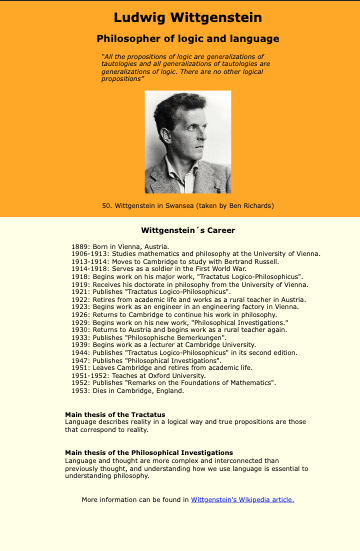 Ludwig Wittgenstein
Philosopher of logic and language
"All the propositions of logic are generalizations of
tautologies and all generalizations of tautologies are
generalizations of logic. There are no other logical
propositions"
50. Wittgenstein in Swansea (taken by Ben Richards)
Wittgenstein´s Career
1889: Born in Vienna, Austria.
1906-1913: Studies mathematics and philosophy at the University of Vienna.
1913-1914: Moves to Cambridge to study with Bertrand Russell.
1914-1918: Serves as a soldier in the First World War.
1918: Begins work on his major work, "Tractatus Logico-Philosophicus".
1919: Receives his doctorate in philosophy from the University of Vienna.
1921: Publishes "Tractatus Logico-Philosophicus".
1922: Retires from academic life and works as a rural teacher in Austria.
1923: Begins work as an engineer in an engineering factory in Vienna.
1926: Returns to Cambridge to continue his work in philosophy.
1929: Begins work on his new work, "Philosophical Investigations."
1930: Returns to Austria and begins work as a rural teacher again.
1933: Publishes "Philosophische Bemerkungen".
1939: Begins work as a lecturer at Cambridge University.
1944: Publishes "Tractatus Logico-Philosophicus" in its second edition.
1947: Publishes "Philosophical Investigations".
1951: Leaves Cambridge and retires from academic life.
1951-1952: Teaches at Oxford University.
1952: Publishes "Remarks on the Foundations of Mathematics".
1953: Dies in Cambridge, England.
Main thesis of the Tractatus
Language describes reality in a logical way and true propositions are those
that correspond to reality.
Main thesis of the Philosophical Investigations
Language and thought are more complex and interconnected than
previously thought, and understanding how we use language is essential to
understanding philosophy.
More information can be found in Wittgenstein's Wikipedia article.